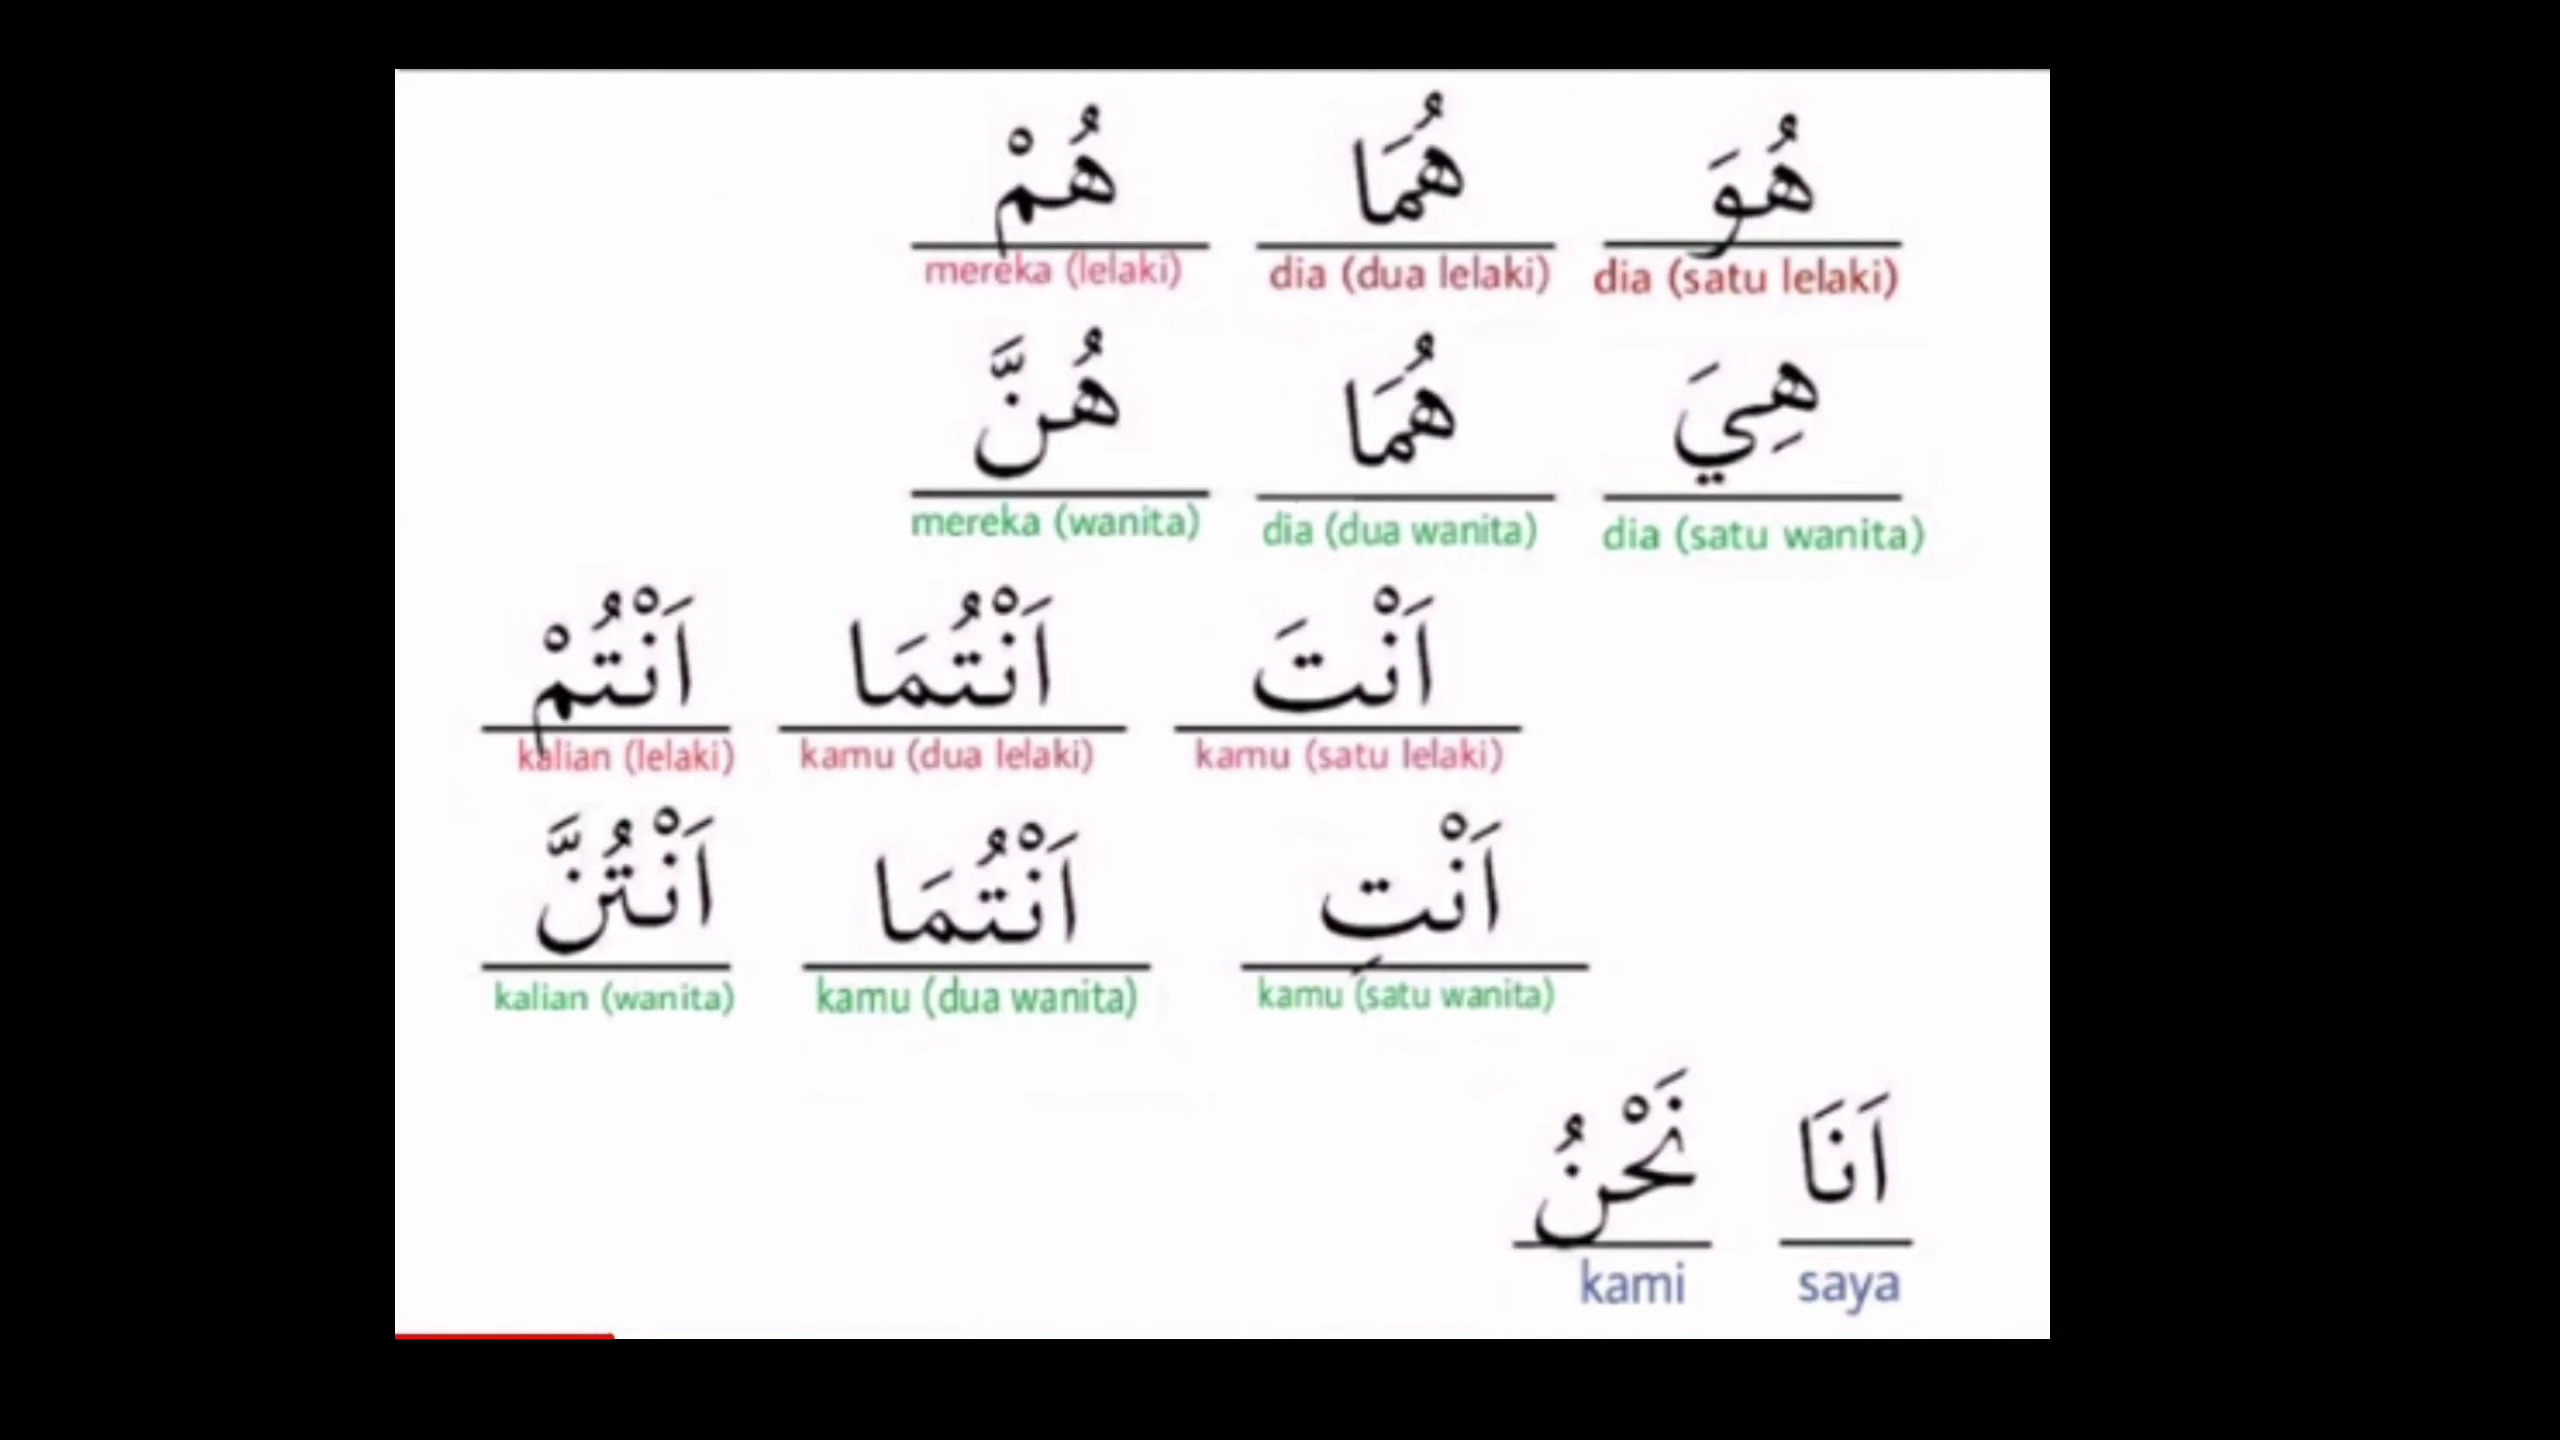 هُوَ هُمَا هُمْ
dia (satu lelaki) dia (dua lelaki) mereka (lelaki)
هِيَ هُمَا هُنَّ
dia (satu wanita) dia (dua wanita) mereka (wanita)
اَنْتَ اَنْتُمَا اَنْتُمْ
kamu (satu lelaki) kamu (dua lelaki) kalian (lelaki)
اَنْتِ اَنْتُمَا اَنْتُنَّ
kamu (satu wanita) kamu (dua wanita) kalian (wanita)
اَنَا نَحْنُ
saya kami